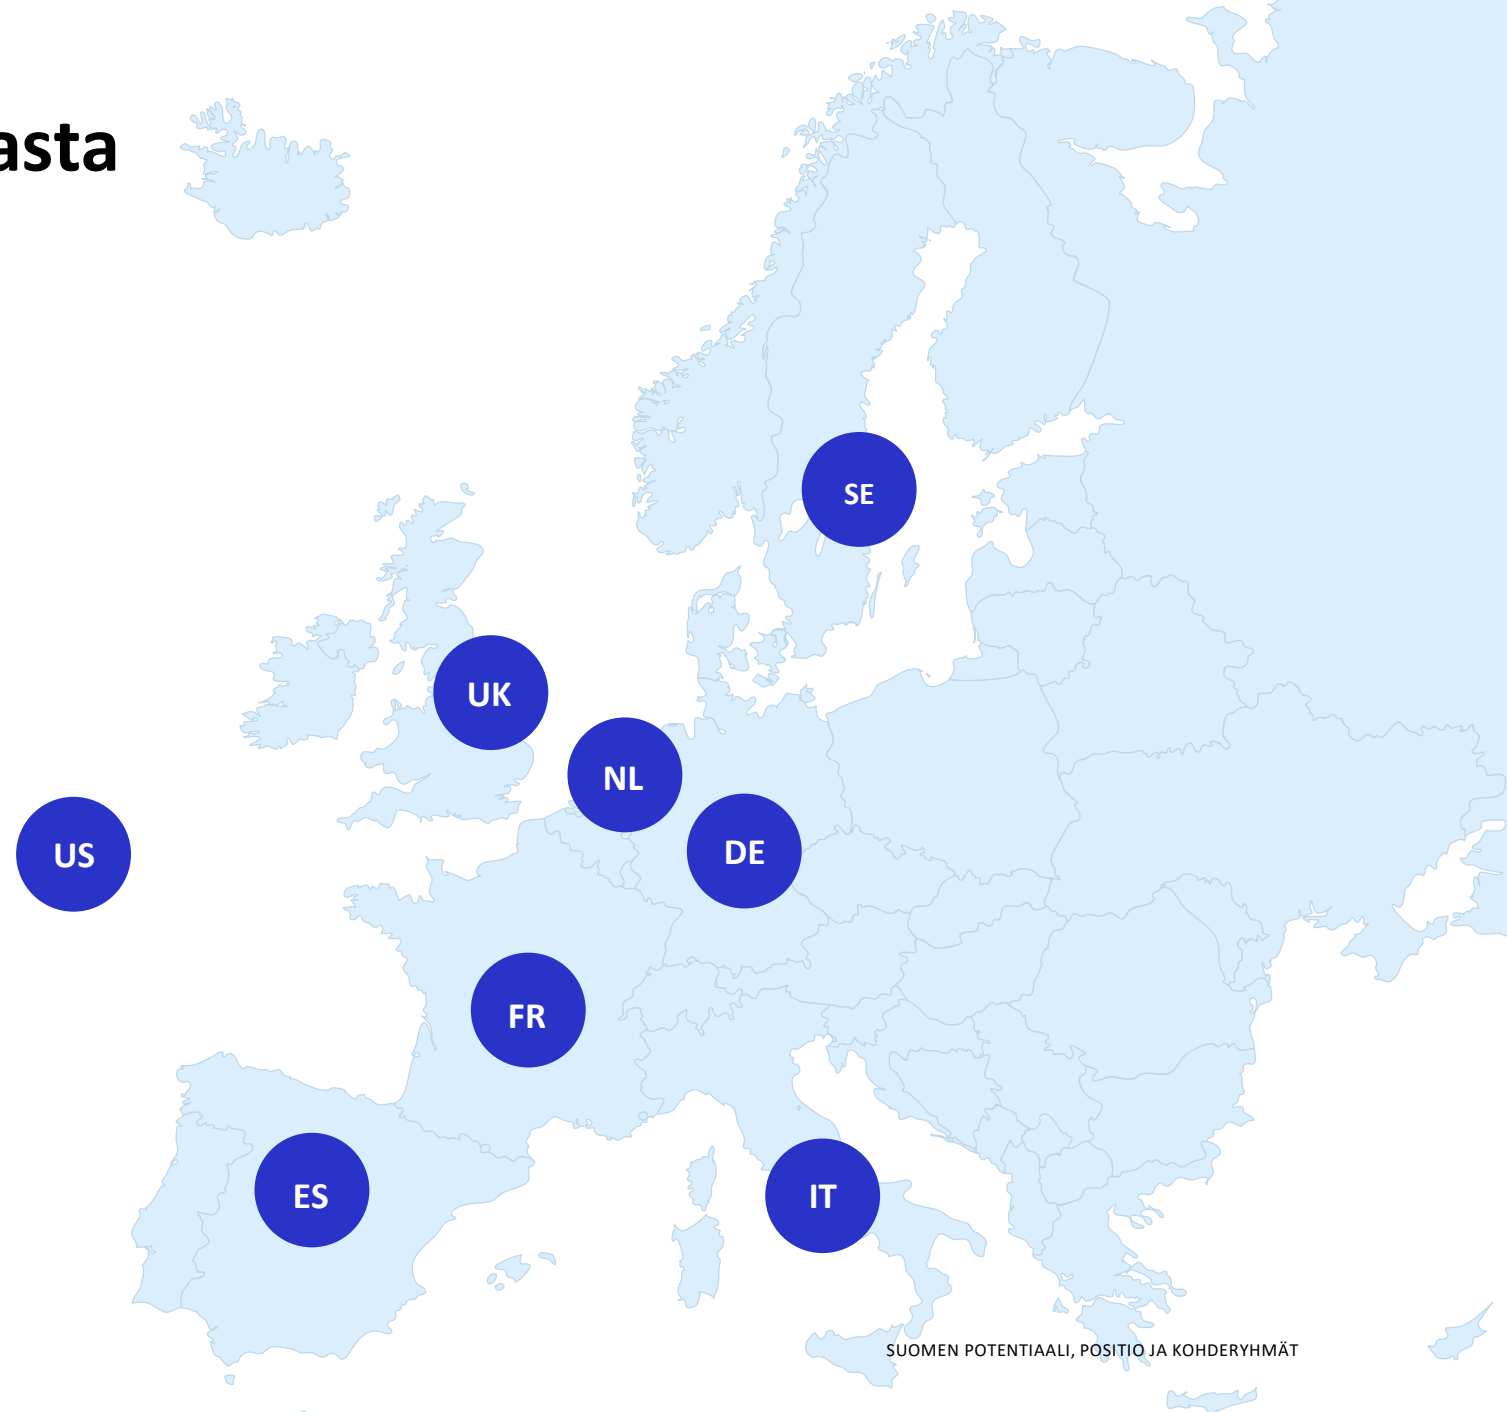 asta
SE
UK
NL
US
DE
FR
ES
IT
SUOMEN POTENTIAALI, POSITIO JA KOHDERYHMÄT